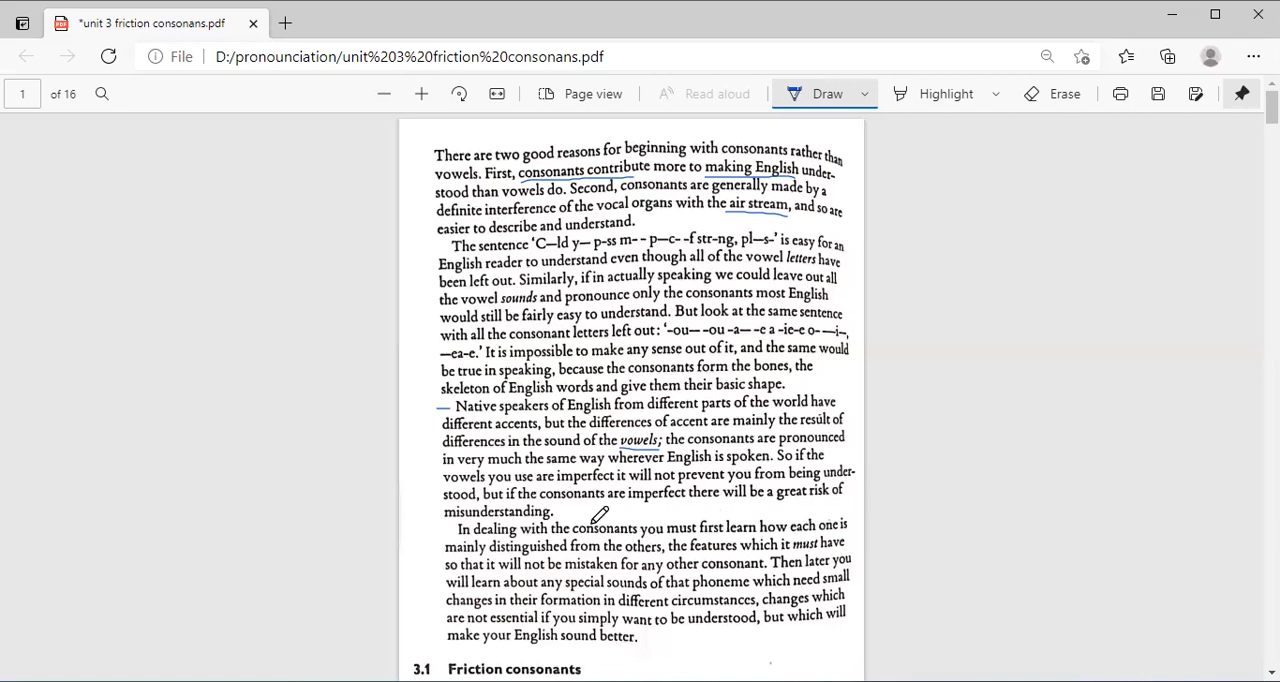 *unit 3 friction consonans.pdf
File D:/pronounciation/unit%203%20friction%20consonans.pdf
1 of 16 Page view Read aloud Draw Highlight Erase
There are two good reasons for beginning with consonants rather than
vowels. First, consonants contribute more to making English under-
stood than vowels do. Second, consonants are generally made by a
definite interference of the vocal organs with the air stream, and so are
easier to describe and understand.
The sentence ‘C—ld y— p-ss m- - p—c- -f str-ng, pl—s-’ is easy for an
English reader to understand even though all of the vowel letters have
been left out. Similarly, if in actually speaking we could leave out all
the vowel sounds and pronounce only the consonants most English
would still be fairly easy to understand. But look at the same sentence
with all the consonant letters left out: ‘-ou— -ou -a— -e a -ie-e o- —i-,
—ea-e.’ It is impossible to make any sense out of it, and the same would
be true in speaking, because the consonants form the bones, the
skeleton of English words and give them their basic shape.
Native speakers of English from different parts of the world have
different accents, but the differences of accent are mainly the result of
differences in the sound of the vowels; the consonants are pronounced
in very much the same way wherever English is spoken. So if the
vowels you use are imperfect it will not prevent you from being under-
stood, but if the consonants are imperfect there will be a great risk of
misunderstanding.
In dealing with the consonants you must first learn how each one is
mainly distinguished from the others, the features which it must have
so that it will not be mistaken for any other consonant. Then later you
will learn about any special sounds of that phoneme which need small
changes in their formation in different circumstances, changes which
are not essential if you simply want to be understood, but which will
make your English sound better.
3.1 Friction consonants